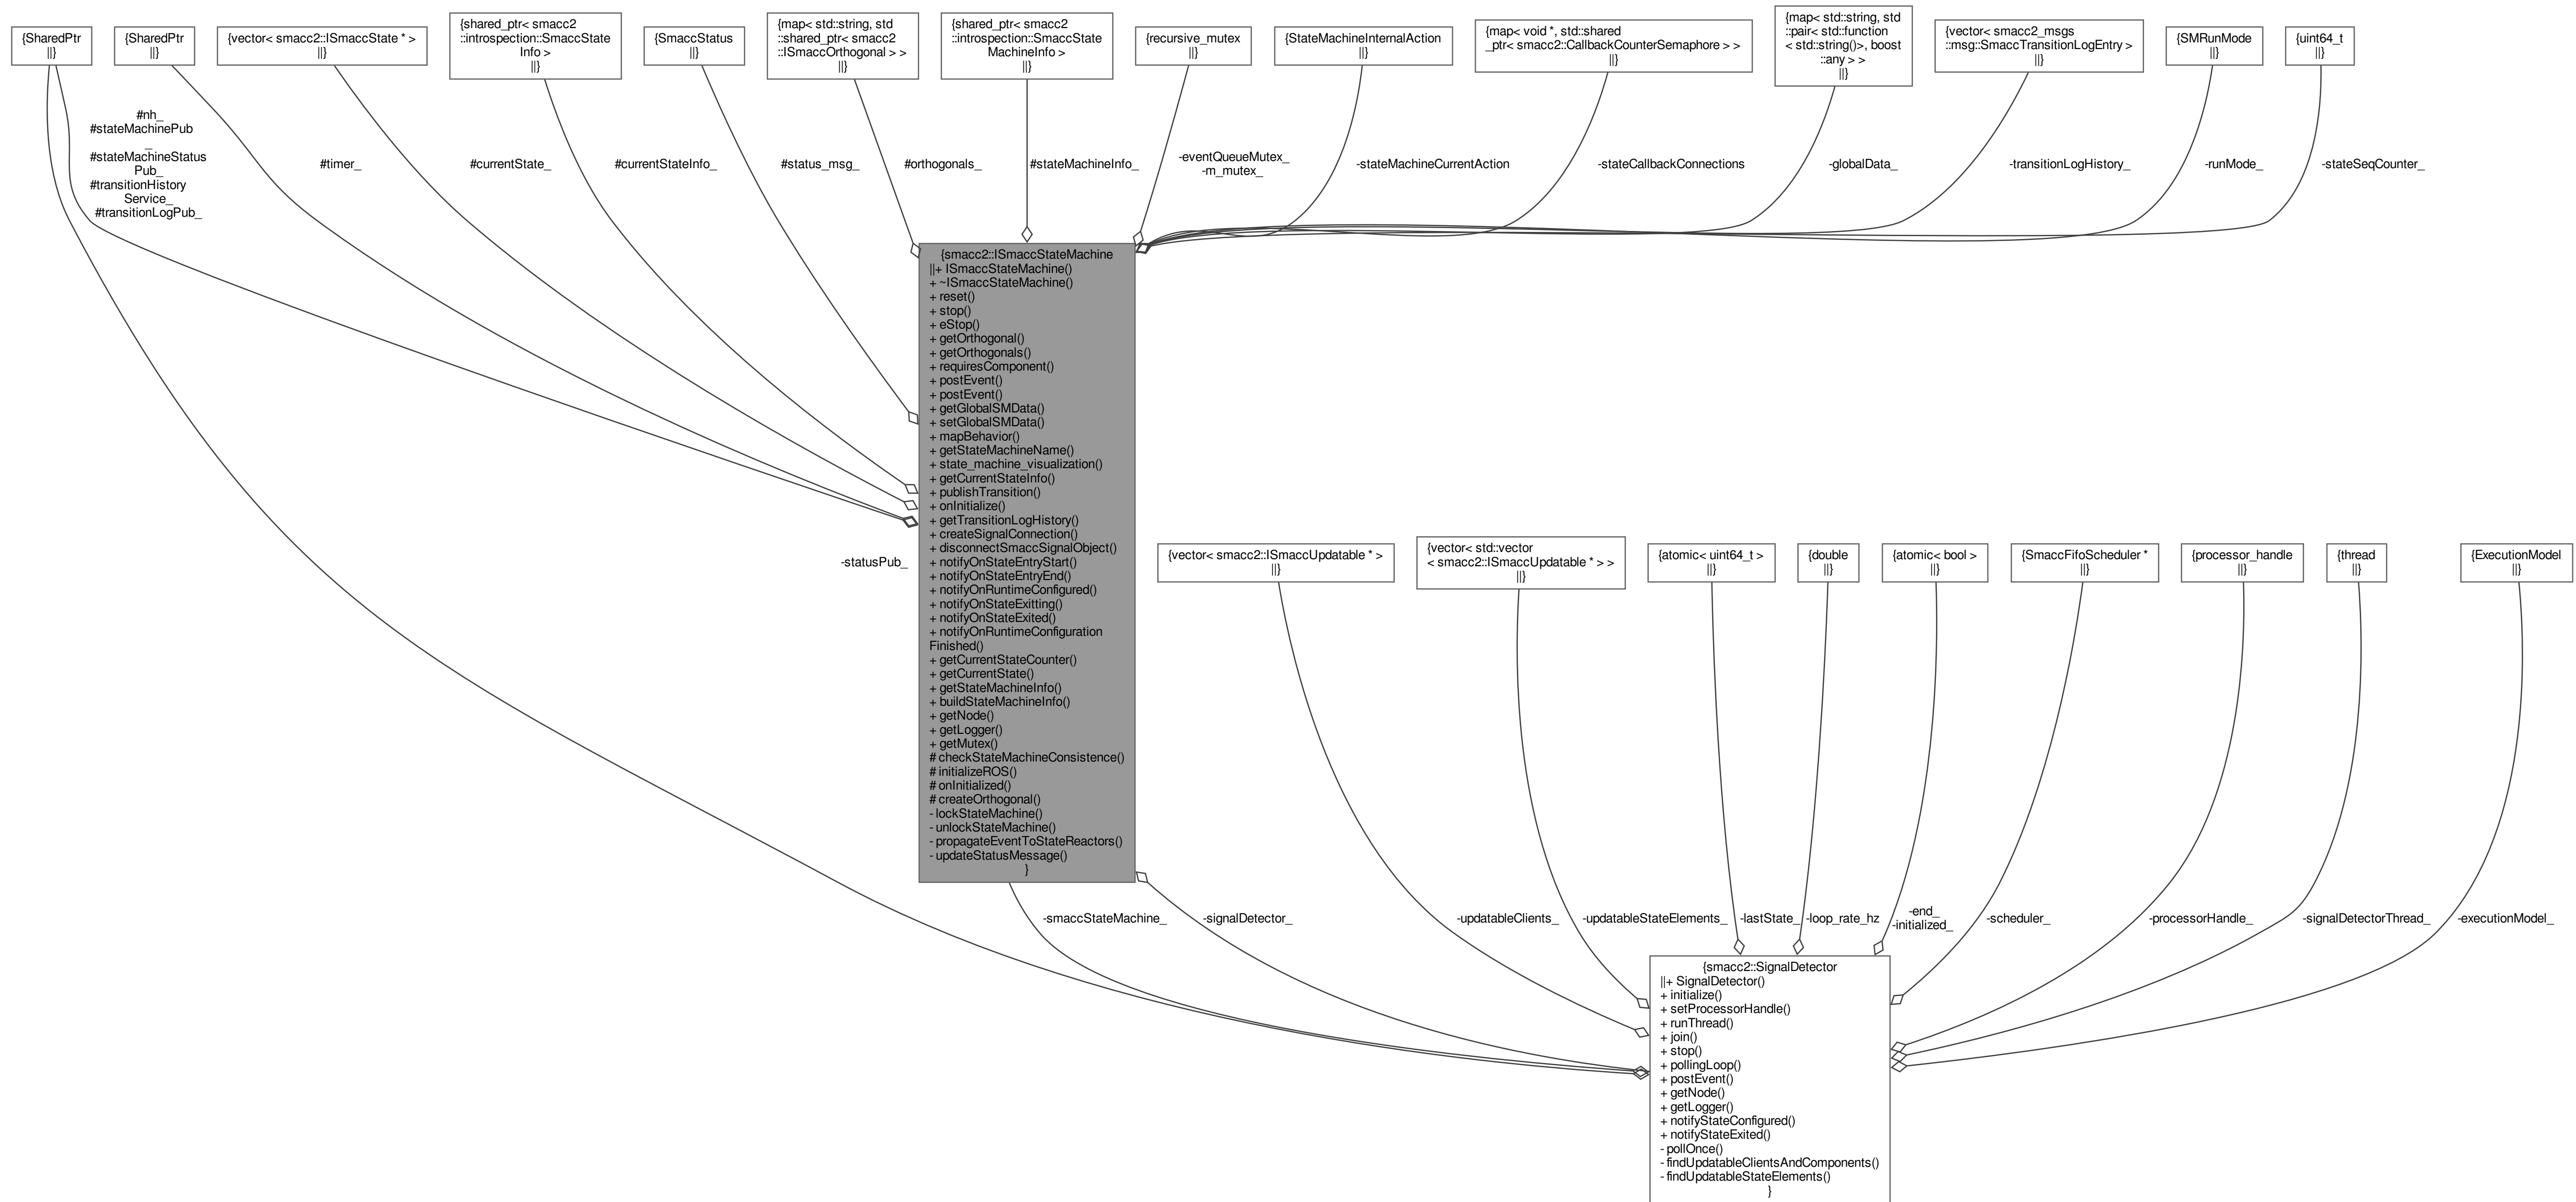 {SharedPtr
||}
{SharedPtr
||}
{vector< smacc2::ISmaccState * >
||}
{shared_ptr< smacc2
::introspection::SmaccState
Info >
||}
{SmaccStatus
||}
{map< std::string, std
::shared_ptr< smacc2
::ISmaccOrthogonal > >
||}
{shared_ptr< smacc2
::introspection::SmaccState
MachineInfo >
||}
{recursive_mutex
||}
{StateMachineInternalAction
||}
{map< void *, std::shared
_ptr< smacc2::CallbackCounterSemaphore > >
||}
{map< std::string, std
::pair< std::function
< std::string()>, boost
::any > >
||}
{vector< smacc2_msgs
::msg::SmaccTransitionLogEntry >
||}
{SMRunMode
||}
{uint64_t
||}
#nh_
#stateMachinePub
_
#stateMachineStatus
Pub_
#transitionHistory
Service_
#transitionLogPub_
#timer_
#currentState_
#currentStateInfo_
#status_msg_
#orthogonals_
#stateMachineInfo_
-eventQueueMutex_
-m_mutex_
-stateMachineCurrentAction
-stateCallbackConnections
-globalData_
-transitionLogHistory_
-runMode_
-stateSeqCounter_
{smacc2::ISmaccStateMachine
||+ ISmaccStateMachine()
+ ~ISmaccStateMachine()
+ reset()
+ stop()
+ eStop()
+ getOrthogonal()
+ getOrthogonals()
+ requiresComponent()
+ postEvent()
+ postEvent()
+ getGlobalSMData()
+ setGlobalSMData()
+ mapBehavior()
+ getStateMachineName()
+ state_machine_visualization()
+ getCurrentStateInfo()
+ publishTransition()
+ onInitialize()
+ getTransitionLogHistory()
+ createSignalConnection()
+ disconnectSmaccSignalObject()
+ notifyOnStateEntryStart()
+ notifyOnStateEntryEnd()
+ notifyOnRuntimeConfigured()
+ notifyOnStateExitting()
+ notifyOnStateExited()
+ notifyOnRuntimeConfiguration
Finished()
+ getCurrentStateCounter()
+ getCurrentState()
+ getStateMachineInfo()
+ buildStateMachineInfo()
+ getNode()
+ getLogger()
+ getMutex()
# checkStateMachineConsistence()
# initializeROS()
# onInitialized()
# createOrthogonal()
- lockStateMachine()
- unlockStateMachine()
- propagateEventToStateReactors()
- updateStatusMessage()
}
-statusPub_
{vector< smacc2::ISmaccUpdatable * >
||}
{vector< std::vector
< smacc2::ISmaccUpdatable * > >
||}
{atomic< uint64_t >
||}
{double
||}
{atomic< bool >
||}
{SmaccFifoScheduler *
||}
{processor_handle
||}
{thread
||}
{ExecutionModel
||}
-smaccStateMachine_
-signalDetector_
-updatableClients_
-updatableStateElements_
-lastState_
-loop_rate_hz
-end_
-initialized_
-scheduler_
-processorHandle_
-signalDetectorThread_
-executionModel_
{smacc2::SignalDetector
||+ SignalDetector()
+ initialize()
+ setProcessorHandle()
+ runThread()
+ join()
+ stop()
+ pollingLoop()
+ postEvent()
+ getNode()
+ getLogger()
+ notifyStateConfigured()
+ notifyStateExited()
- pollOnce()
- findUpdatableClientsAndComponents()
- findUpdatableStateElements()
}